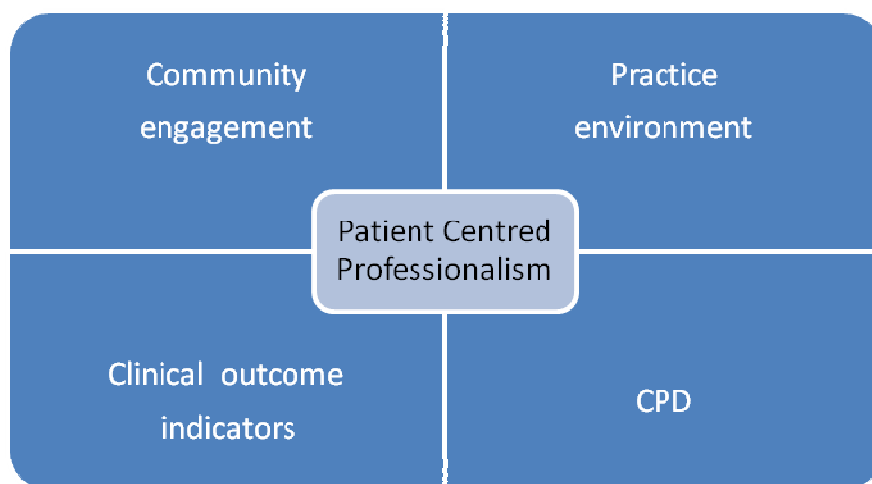 Community
engagement
Practice
environment
Patient Centred
Professionalism
Clinical outcome
indicators
CPD